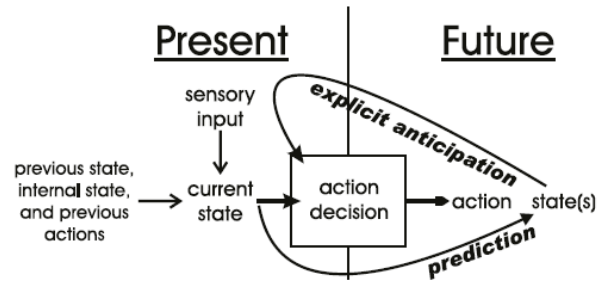 Present
Future
sensory
input
explicit anticipation
previous state,
internal state,
and previous
actions
current
state
action
decision
action
state(s)
prediction